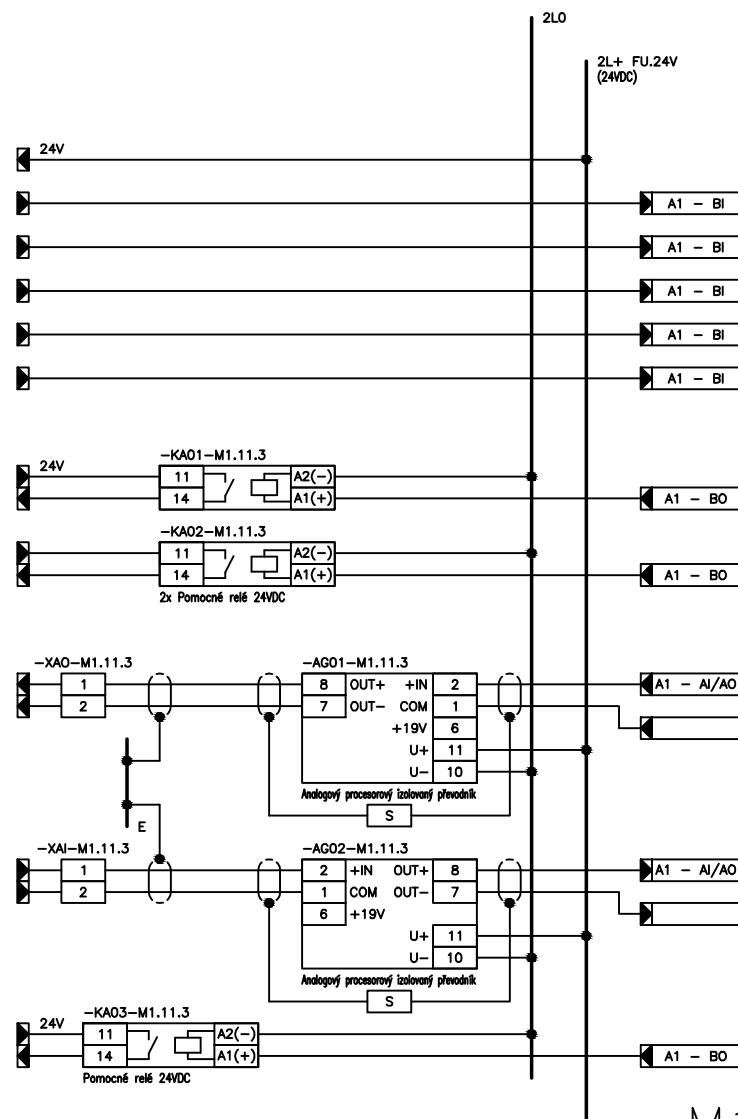 2L0
2L+ FU.24V
(24VDC)
24V
A1 – BI
A1 – BI
A1 – BI
A1 – BI
A1 – BI
-KA01-M1.11.3
24V
11
A2(-)
14
A1(+)
A1 – BO
-KA02-M1.11.3
11
A2(-)
14
A1(+)
A1 – BO
2x Pomocné relé 24VDC
-XAO-M1.11.3
-AG01-M1.11.3
1
8 OUT+ +IN 2
A1 – AI/AO
2
7 OUT- COM 1
+19V 6
U+ 11
U- 10
Analogový procesorový izolovaný převodník
S
E
-XAI-M1.11.3
-AG02-M1.11.3
1
2 +IN OUT+ 8
A1 – AI/AO
2
1 COM OUT- 7
6 +19V
U+ 11
U- 10
Analogový procesorový izolovaný převodník
S
-KA03-M1.11.3
24V
11
A2(-)
14
A1(+)
A1 – BO
Pomocné relé 24VDC